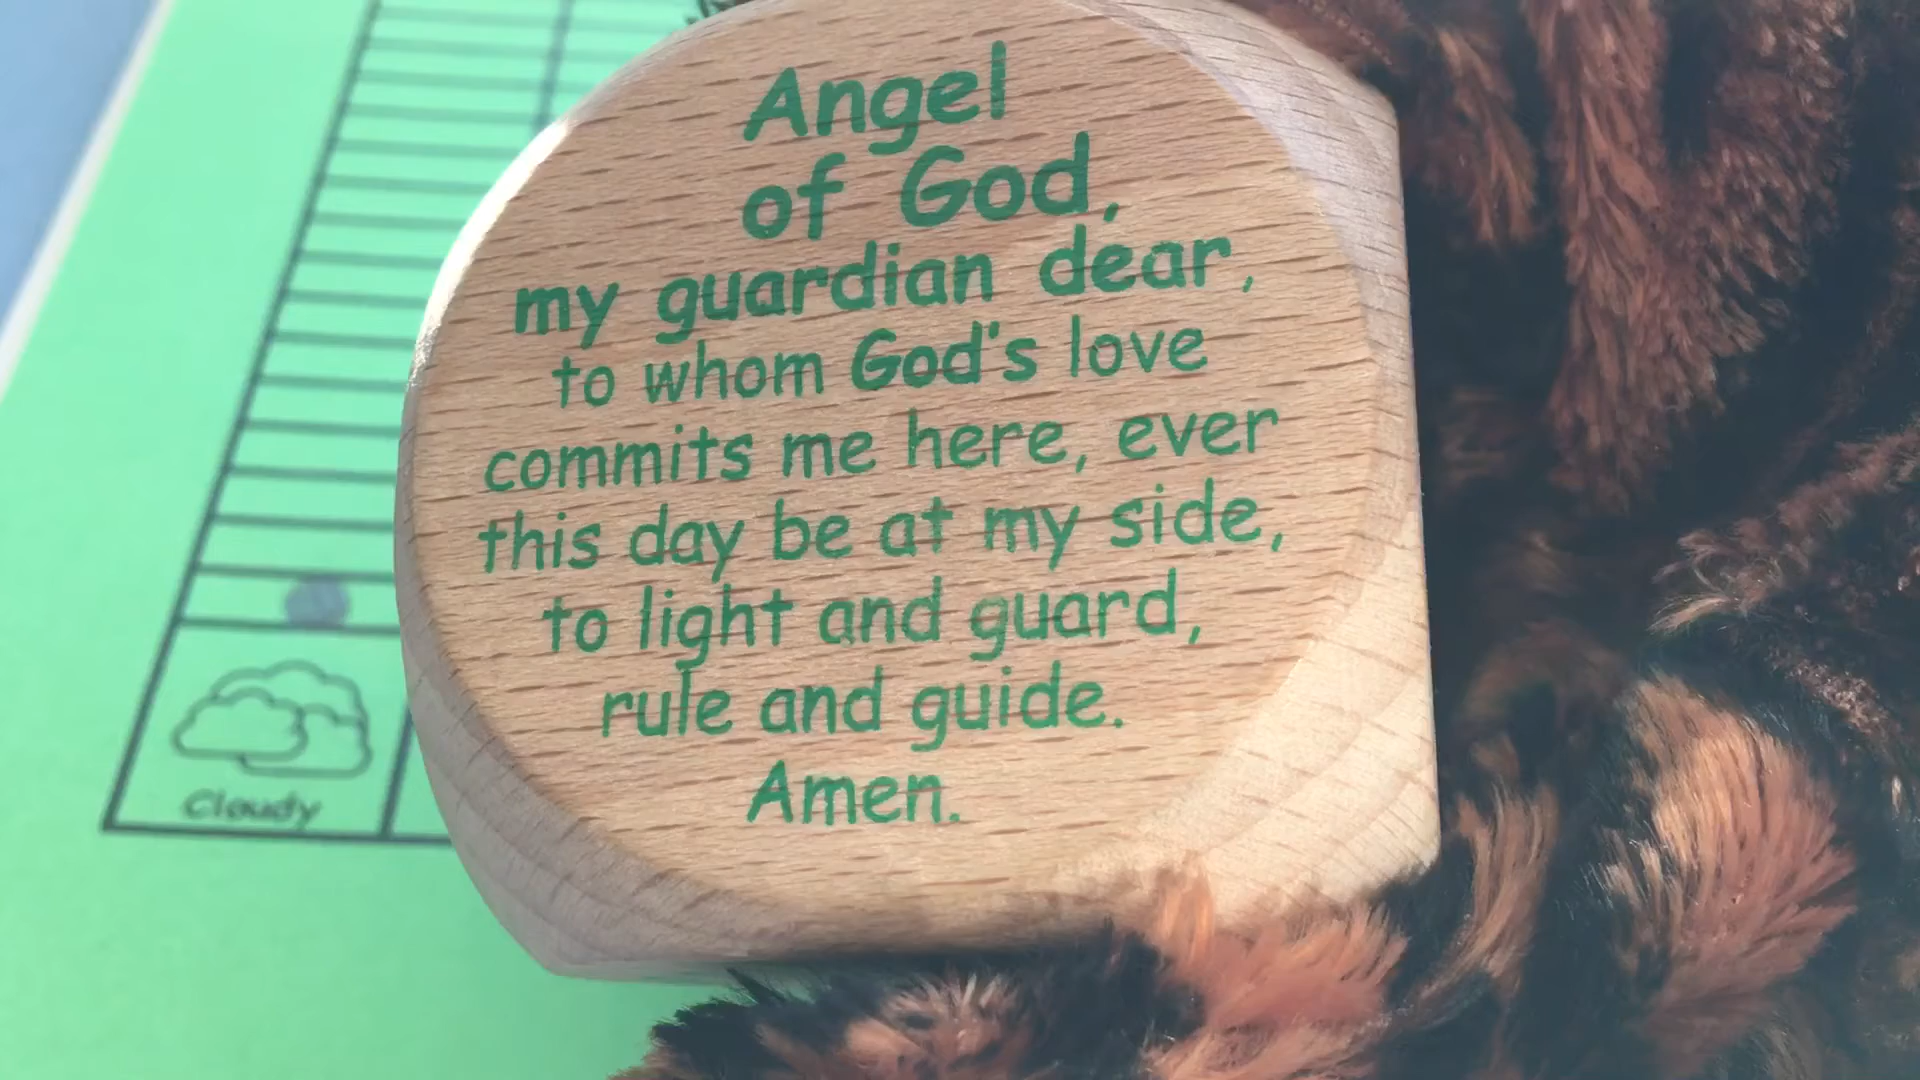 Angel
of God,
my guardian dear,
to whom God's love
commits me here, ever
this day be at my side,
to light and guard,
rule and guide.
Amen.
Cloudy